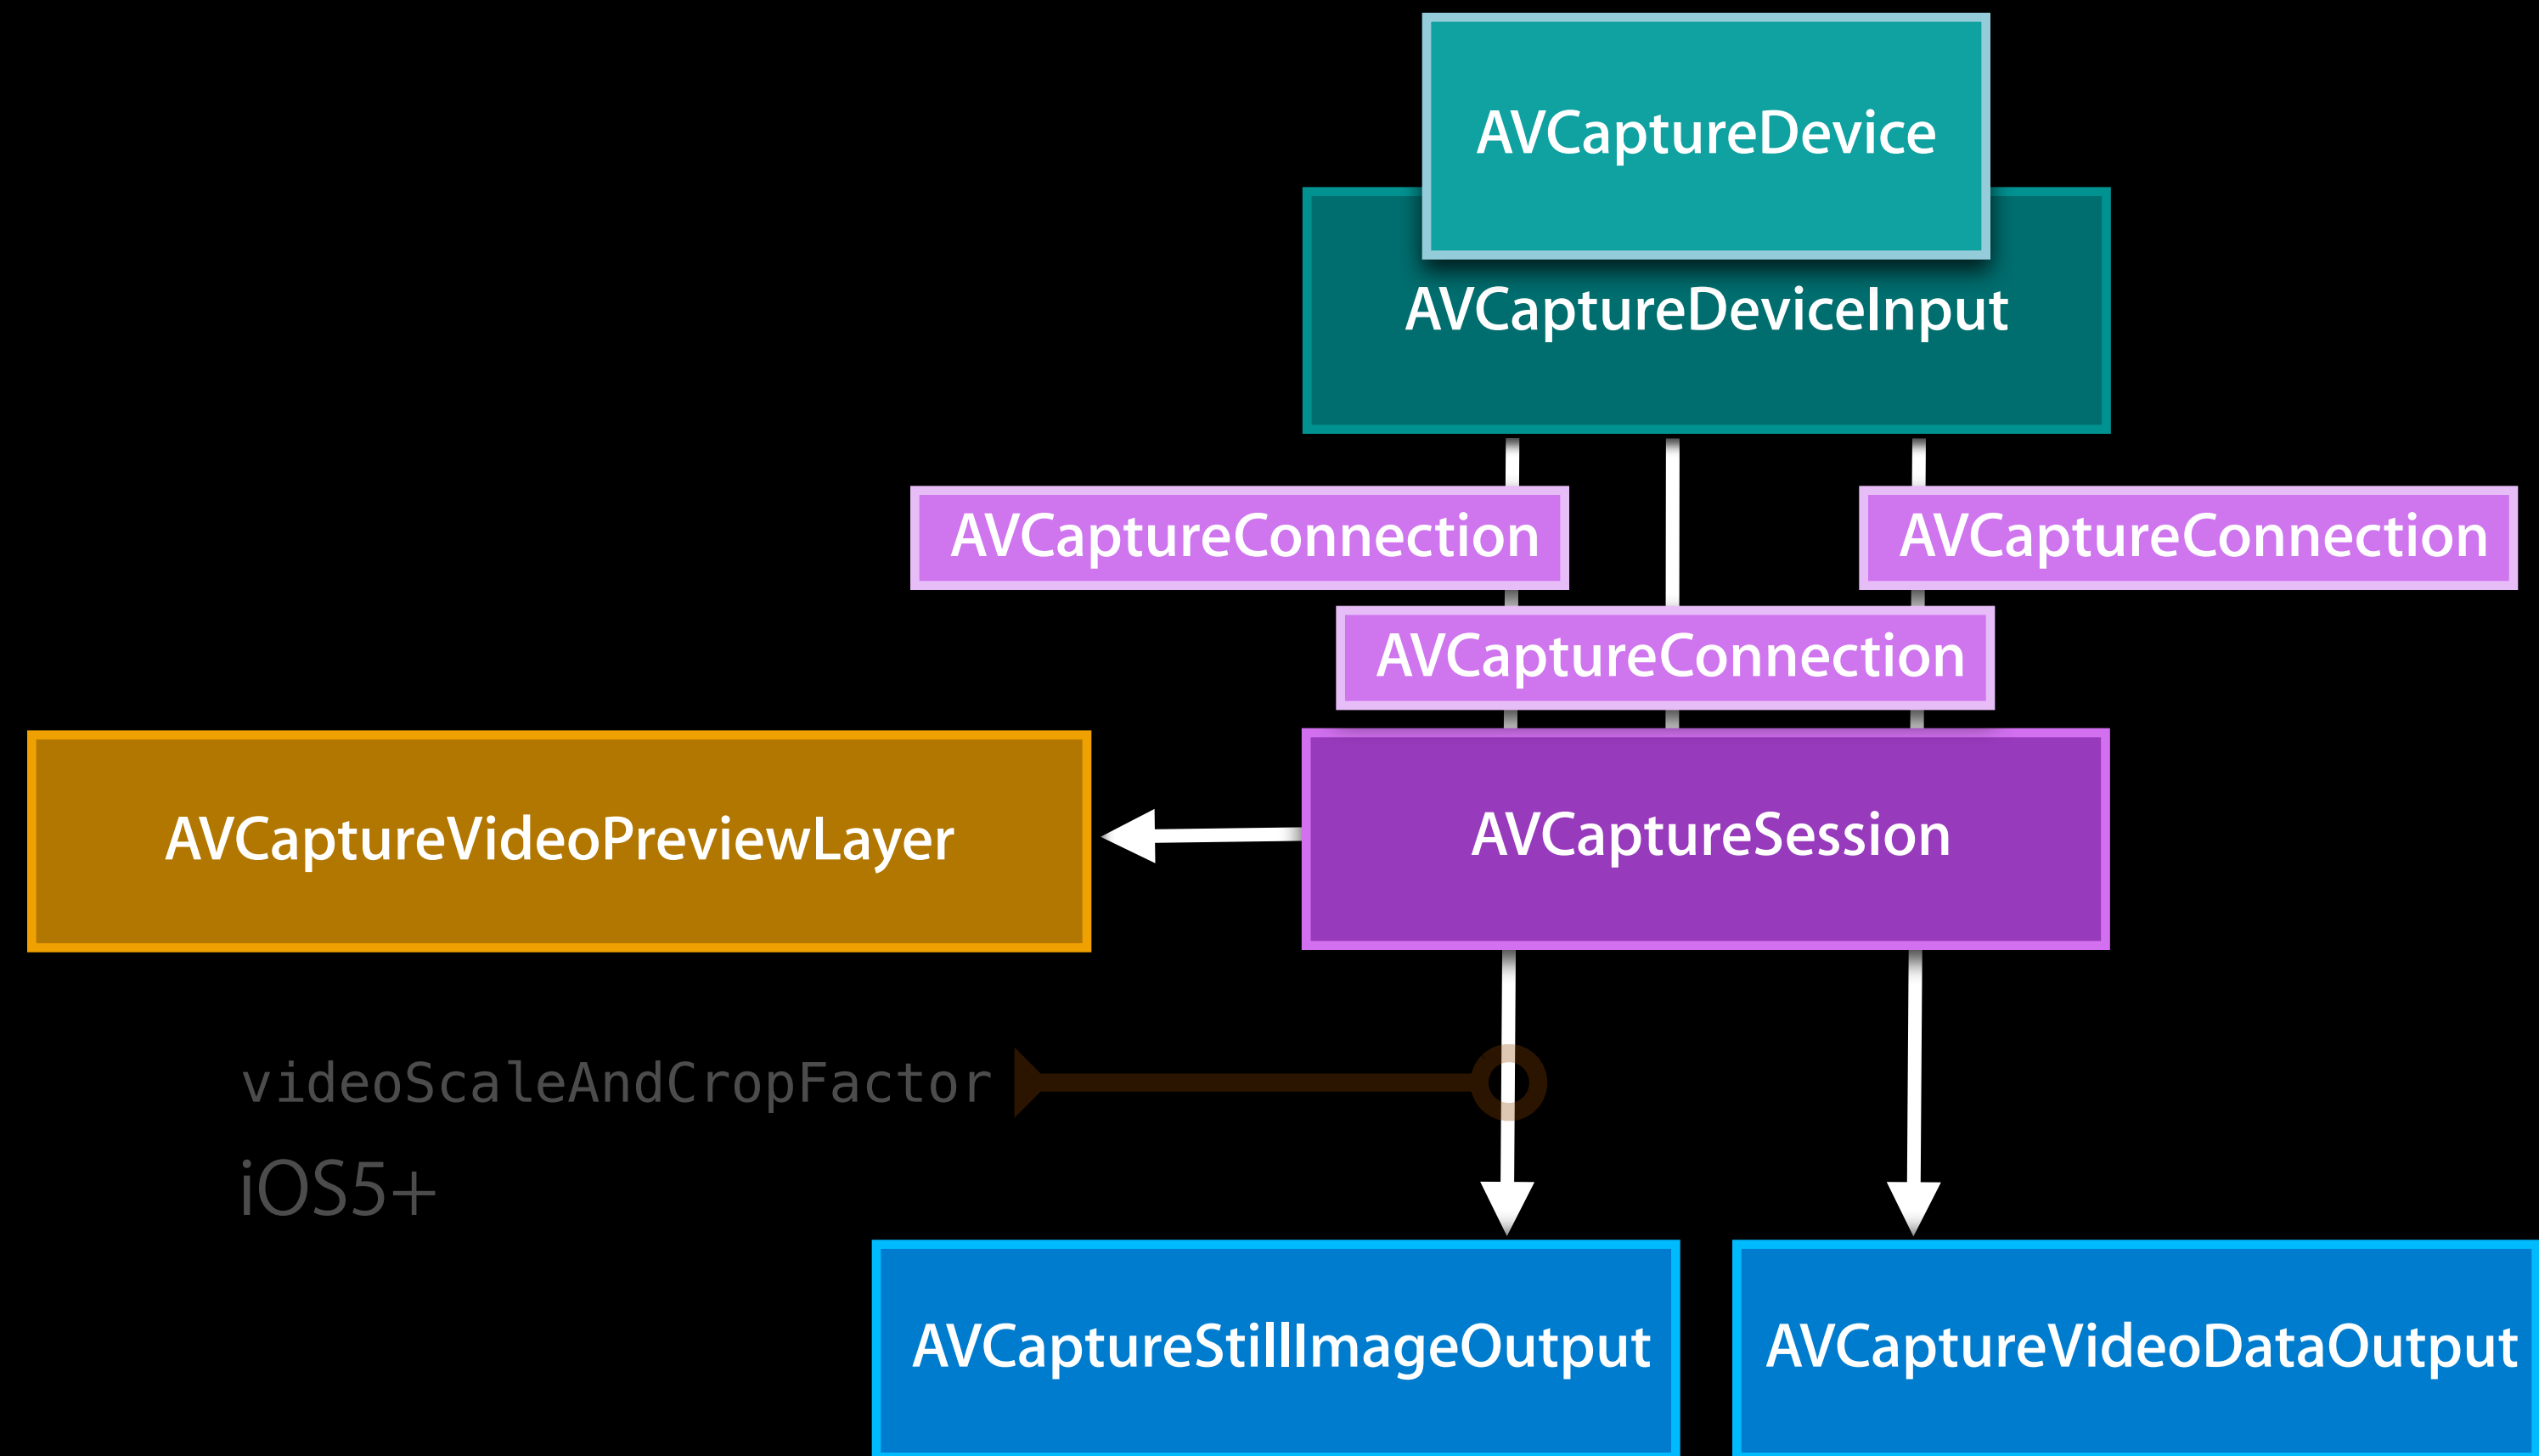 AVCaptureDevice
AVCaptureDeviceInput
AVCaptureConnection
AVCaptureConnection
AVCaptureConnection
AVCaptureVideoPreviewLayer
AVCaptureSession
videoScaleAndCropFactor
iOS5+
AVCaptureStillImageOutput
AVCaptureVideoDataOutput